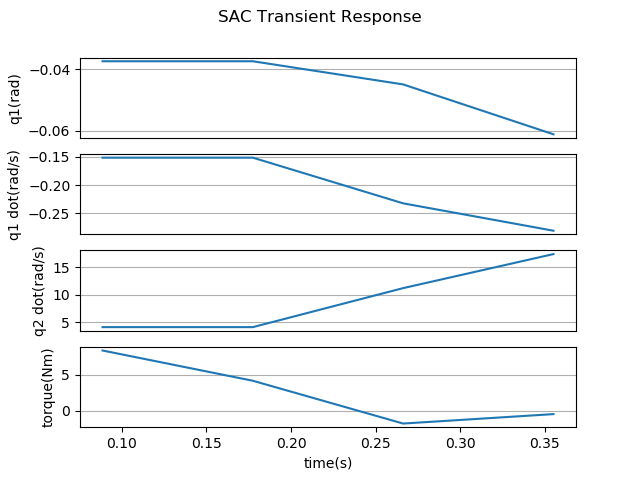 SAC Transient Response
q1(rad)
−0.04
−0.06
q1 dot(rad/s)
−0.15
−0.20
−0.25
q2 dot(rad/s)
15
10
5
torque(Nm)
5
0
0.10 0.15 0.20 0.25 0.30 0.35
time(s)